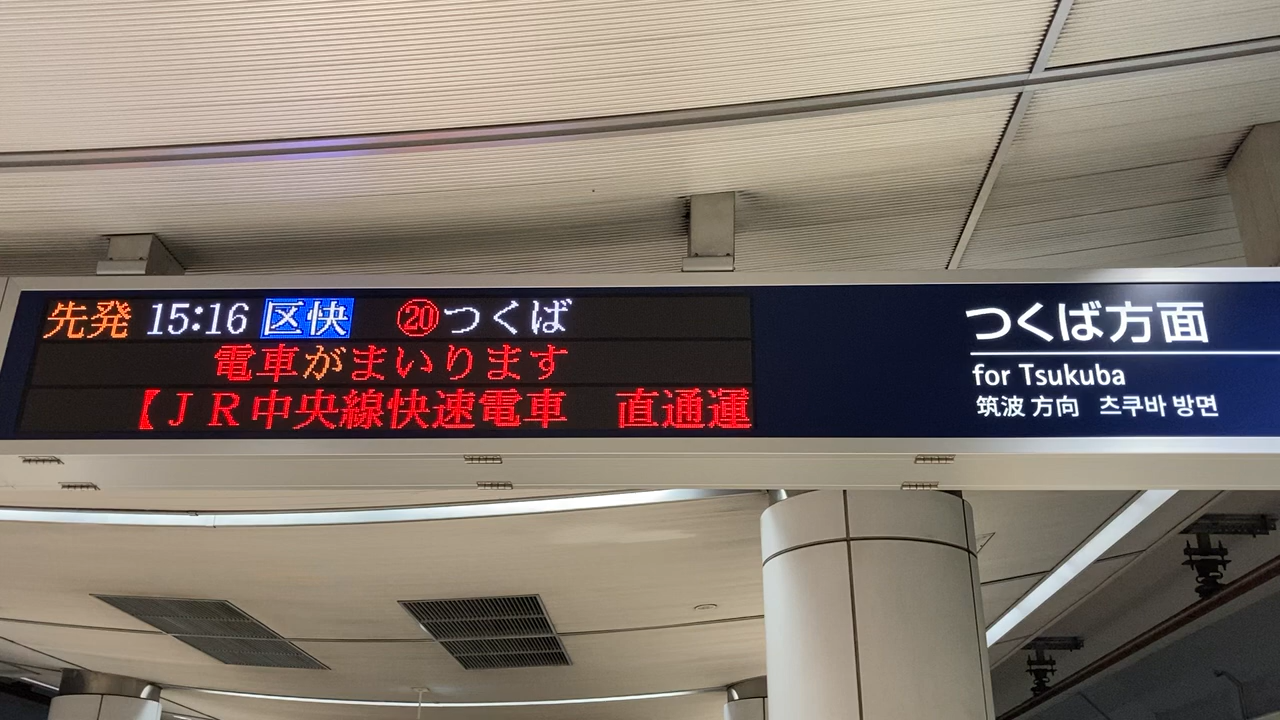 先発 15:16 区快 ⑳つくば
電車がまいります
【JR中央線快速電車 直通運
つくば方面
for Tsukuba
筑波 方向 츠쿠바 방면